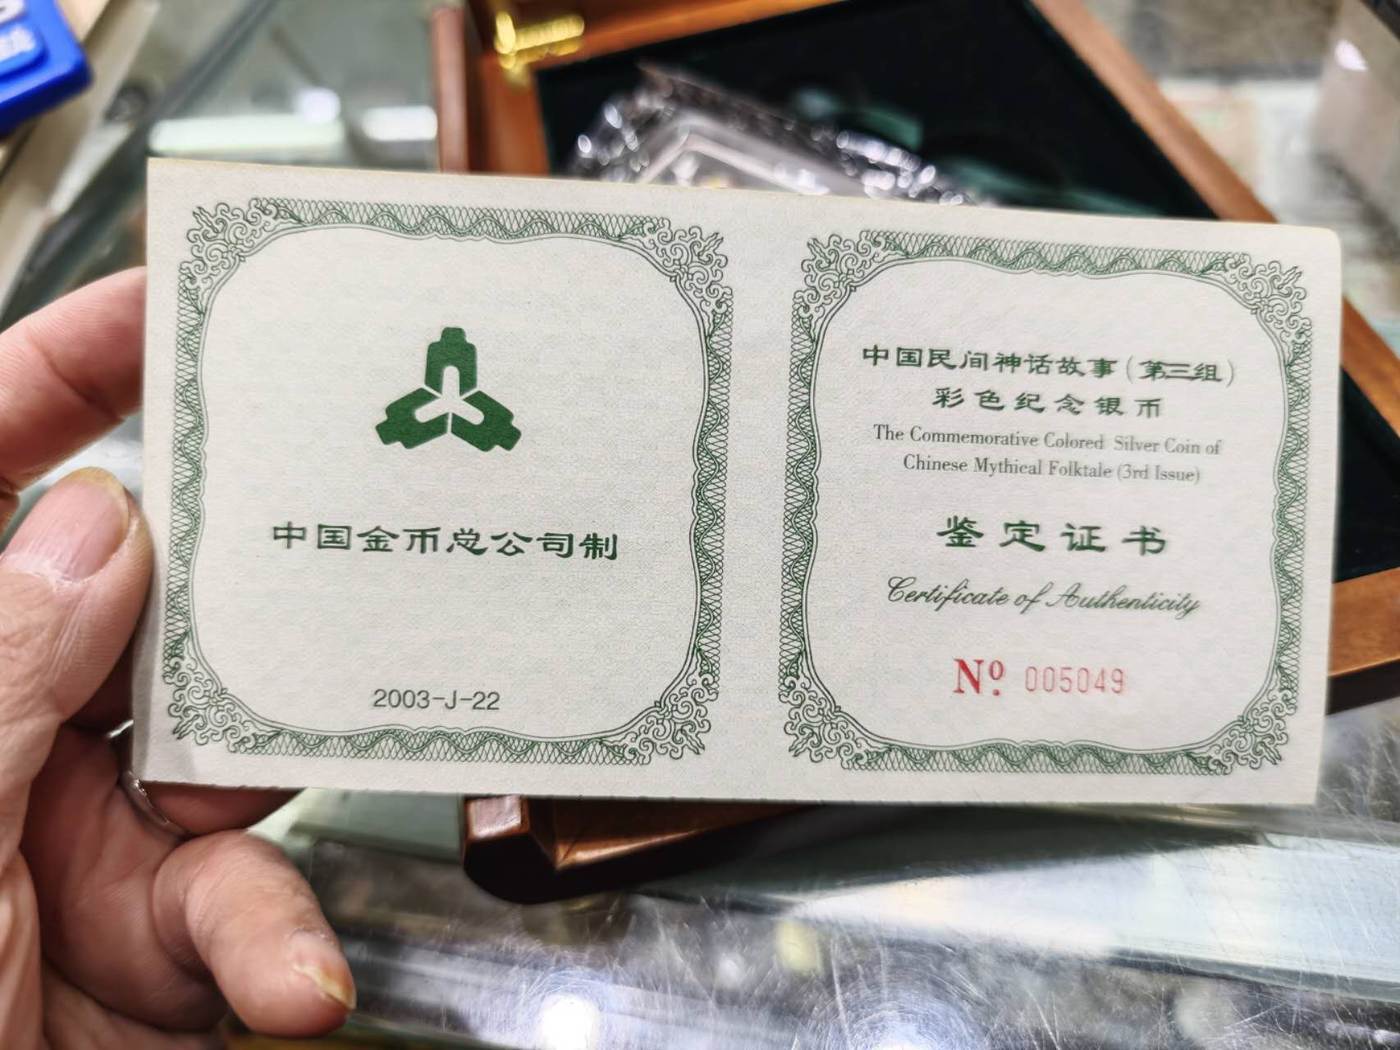 中国金币总公司制
2003-J-22
中国民间神话故事（第三组）
彩色纪念银币
The Commemorative Colored Silver Coin of
Chinese Mythical Folktale (3rd Issue)
鉴定证书
Certificate of Authenticity
Nº. 005049